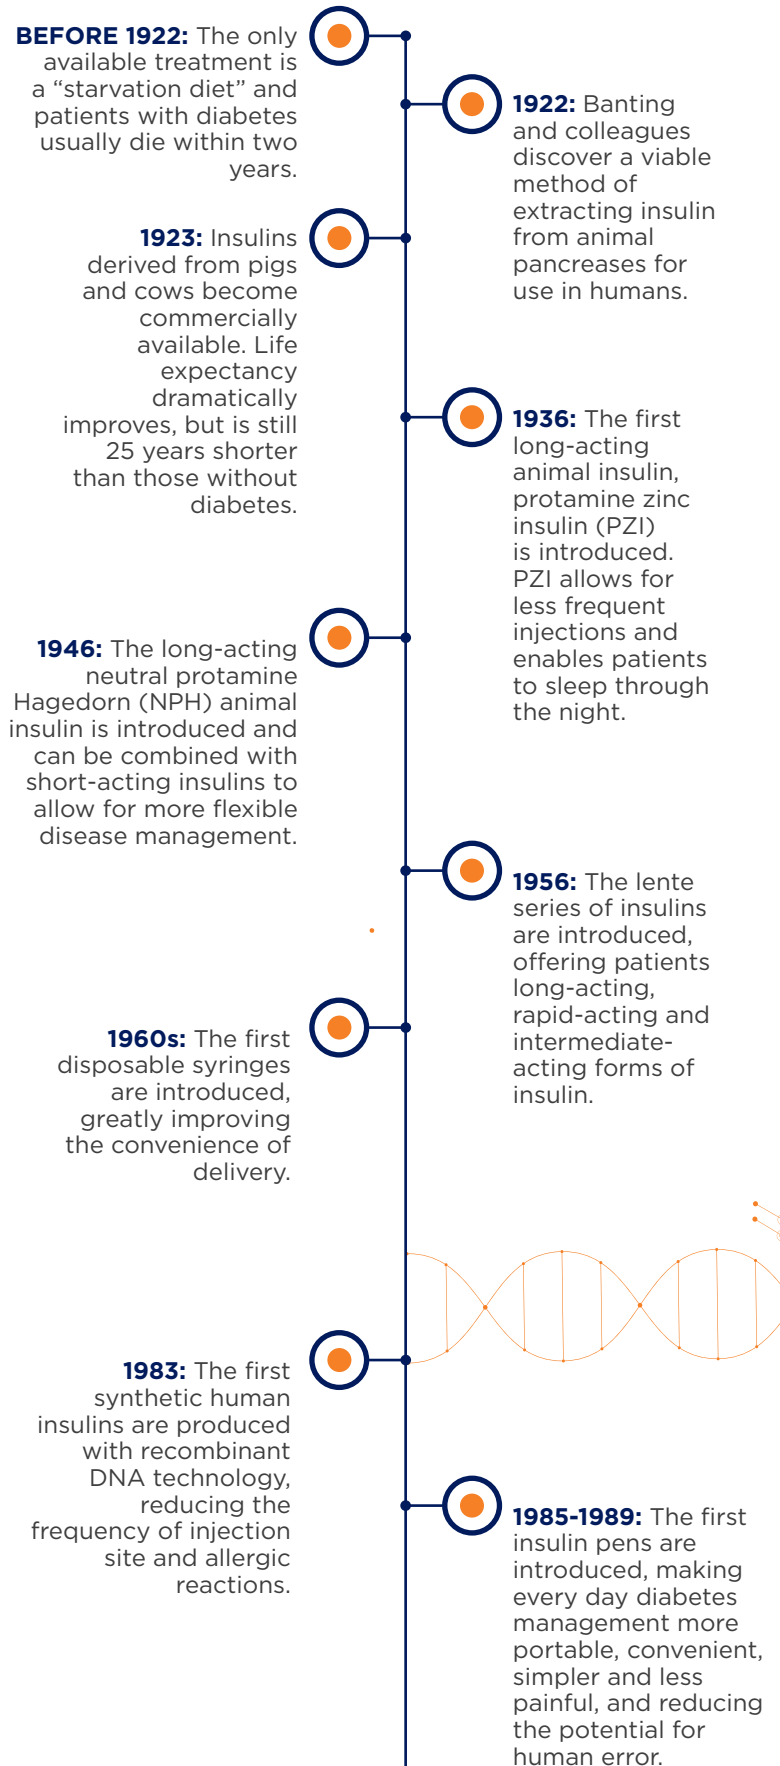 BEFORE 1922: The only
available treatment is
a “starvation diet” and
patients with diabetes
usually die within two
years.
1922: Banting
and colleagues
discover a viable
method of
extracting insulin
from animal
pancreases for
use in humans.
1923: Insulins
derived from pigs
and cows become
commercially
available. Life
expectancy
dramatically
improves, but is still
25 years shorter
than those without
diabetes.
1936: The first
long-acting
animal insulin,
protamine zinc
insulin (PZI)
is introduced.
PZI allows for
less frequent
injections and
enables patients
to sleep through
the night.
1946: The long-acting
neutral protamine
Hagedorn (NPH) animal
insulin is introduced and
can be combined with
short-acting insulins to
allow for more flexible
disease management.
1956: The lente
series of insulins
are introduced,
offering patients
long-acting,
rapid-acting and
intermediate-
acting forms of
insulin.
1960s: The first
disposable syringes
are introduced,
greatly improving
the convenience of
delivery.
1983: The first
synthetic human
insulins are produced
with recombinant
DNA technology,
reducing the
frequency of injection
site and allergic
reactions.
1985-1989: The first
insulin pens are
introduced, making
every day diabetes
management more
portable, convenient,
simpler and less
painful, and reducing
the potential for
human error.